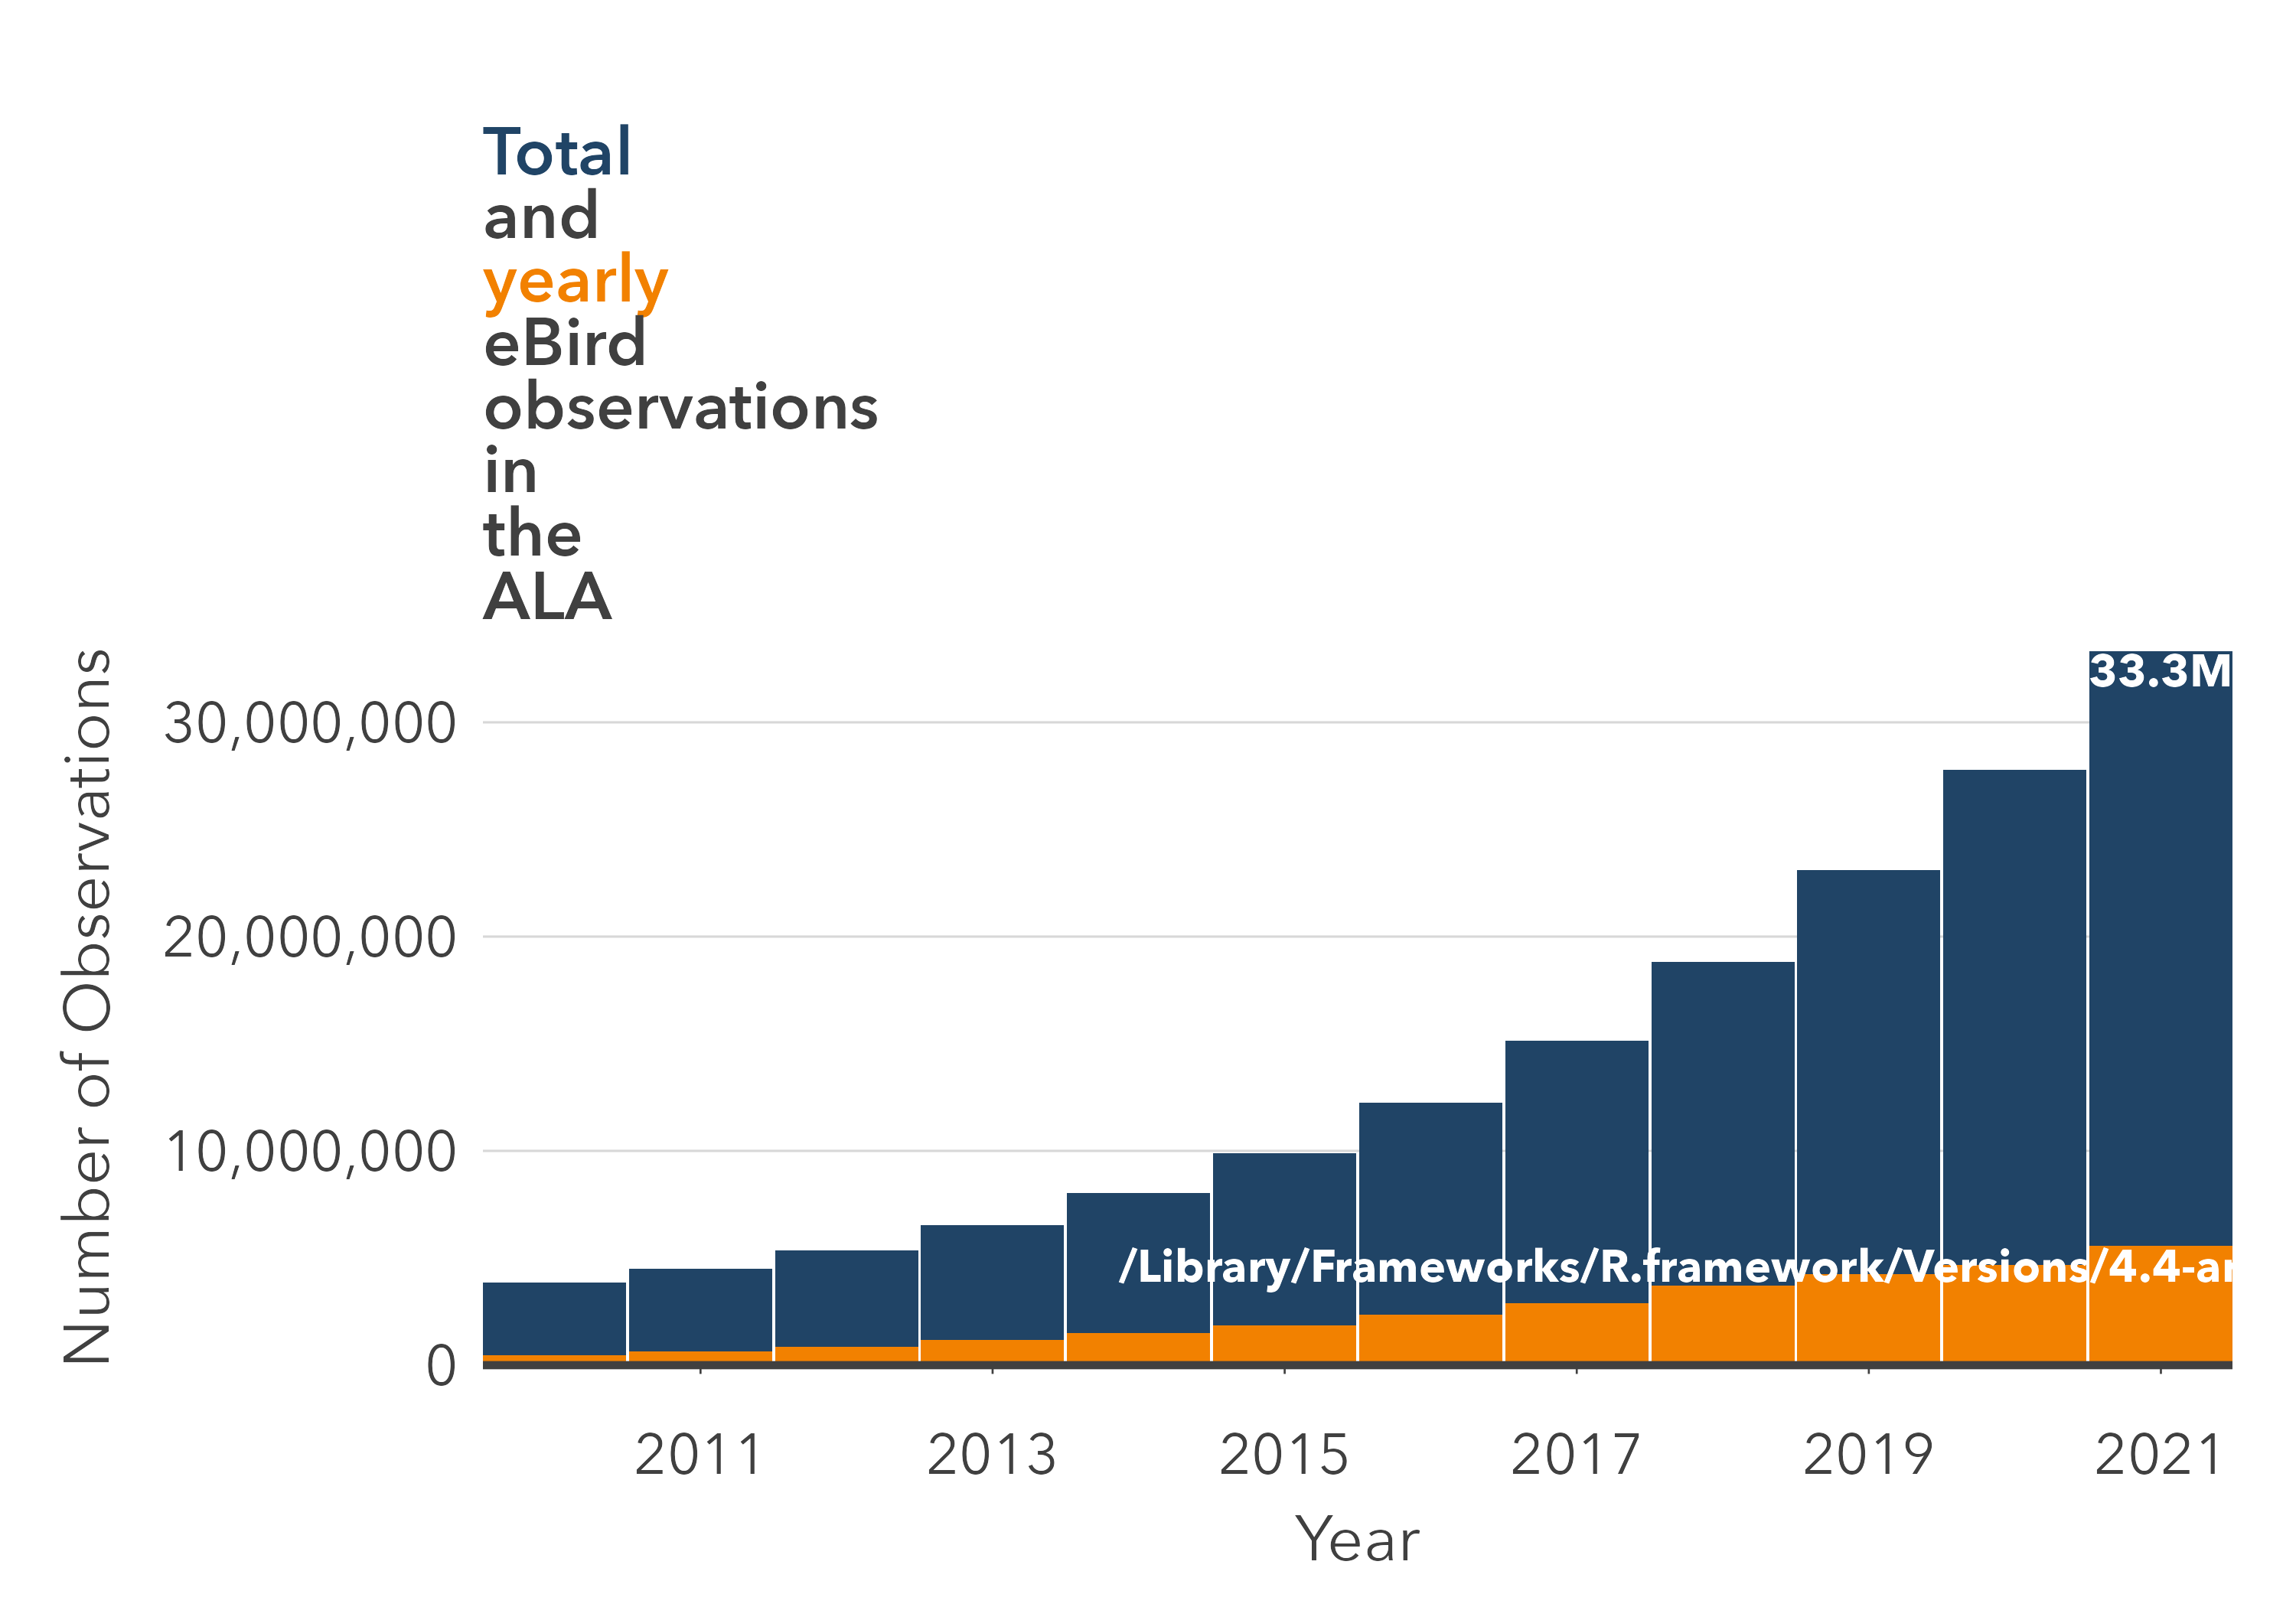 Total
and
yearly
eBird
observations
in
the
ALA
Number of Observations
33.3M
30,000,000
20,000,000
10,000,000
/Library/Frameworks/R.framework/Versions/4.4-ar
0
2011 2013 2015 2017 2019 2021
Year